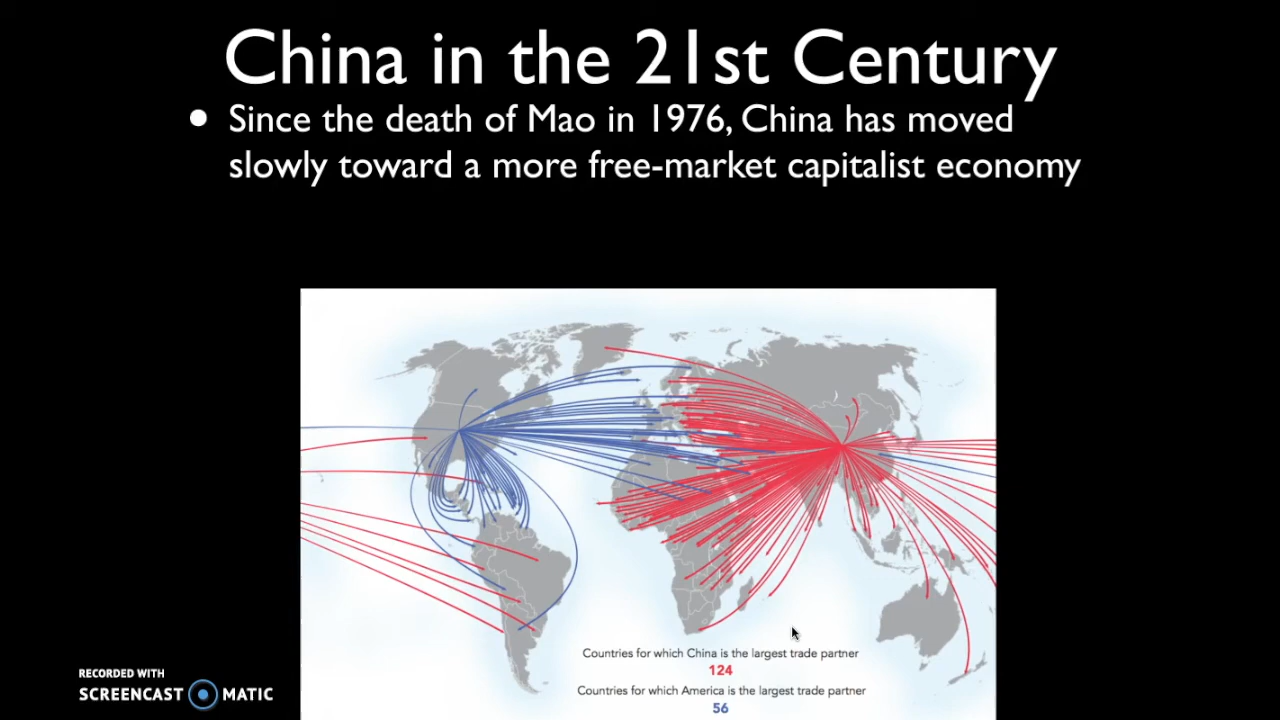 China in the 21st Century
• Since the death of Mao in 1976, China has moved
slowly toward a more free-market capitalist economy
Countries for which China is the largest trade partner
124
Countries for which America is the largest trade partner
56
RECORDED WITH
SCREENCAST MATIC